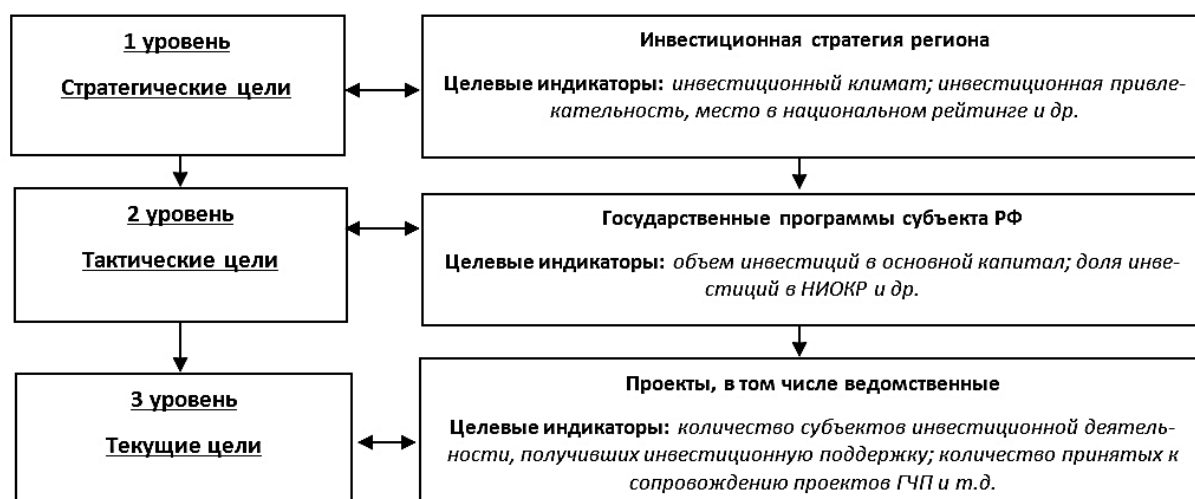 1 уровень
Стратегические цели
Инвестиционная стратегия региона
Целевые индикаторы: инвестиционный климат; инвестиционная привле-
кательность, место в национальном рейтинге и др.
2 уровень
Тактические цели
Государственные программы субъекта РФ
Целевые индикаторы: объем инвестиций в основной капитал; доля инве-
стиций в НИОКР и др.
3 уровень
Текущие цели
Проекты, в том числе ведомственные
Целевые индикаторы: количество субъектов инвестиционной деятель-
ности, получивших инвестиционную поддержку; количество принятых к
сопровождению проектов ГЧП и т.д.